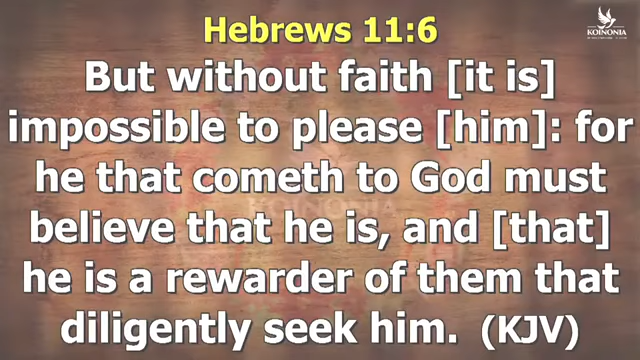 Hebrews 11:6
KOINONIA
But without faith [it is]
impossible to please [him]: for
he that cometh to God must
believe that he is, and [that]
KOINONIA
he is a rewarder of them that
diligently seek him. (KJV)